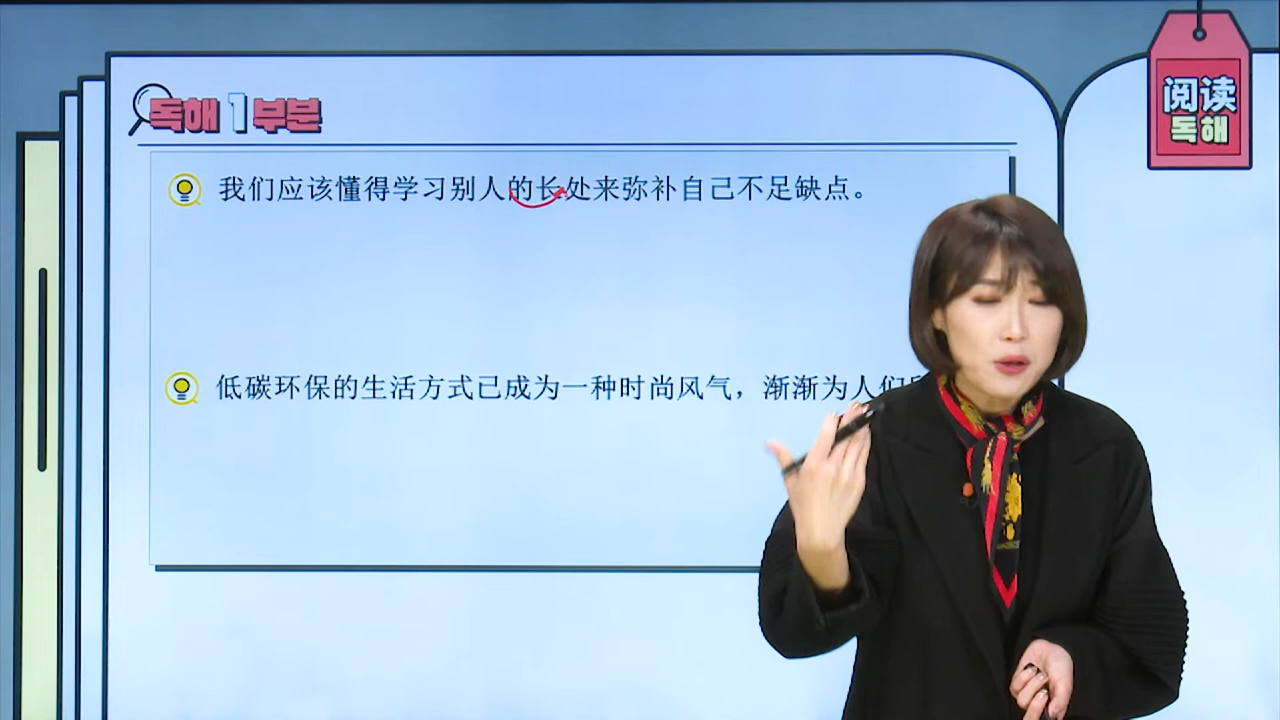 阅读
독해
독해 1 부분
我们应该懂得学习别人的长处来弥补自己不足缺点。
低碳环保的生活方式已成为一种时尚风气，渐渐为人们